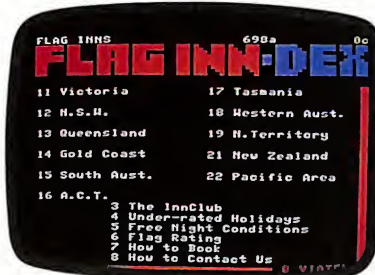 FLAG INNS 698a 0c
FLAG INN-DEX
11 Victoria 17 Tasmania
12 N.S.W. 18 Western Aust.
13 Queensland 19 N.Territory
14 Gold Coast 21 New Zealand
15 South Aust. 22 Pacific Area
16 A.C.T.
3 The InnClub
4 Under-rated Holidays
5 Free Night Conditions
6 Flag Rating
7 How to Book
8 How to Contact Us
0 VIATEL